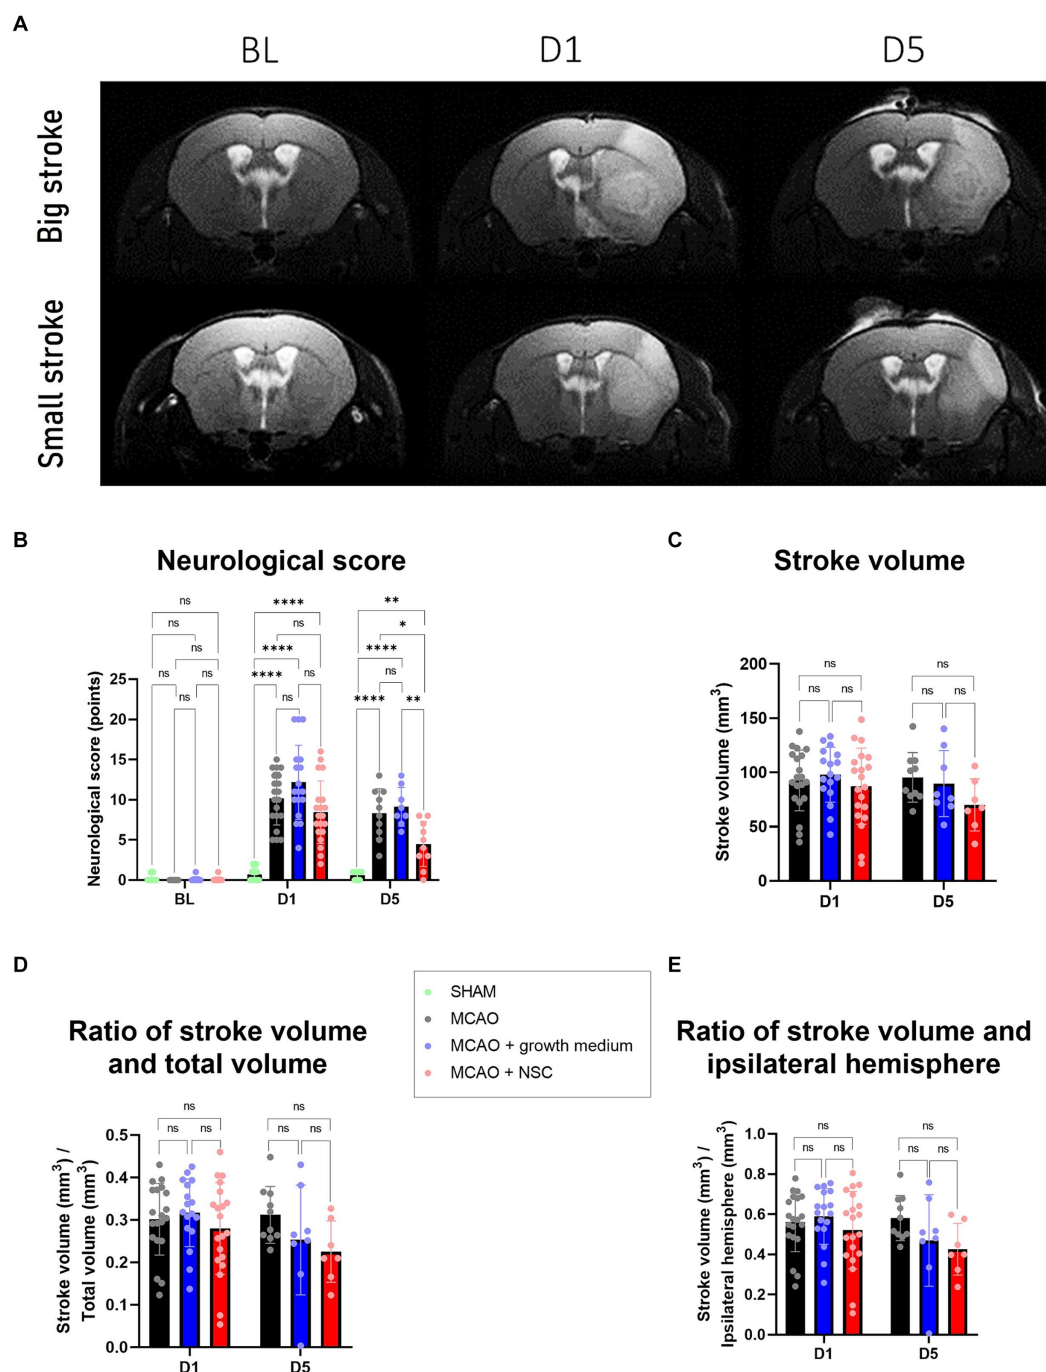 A
BL D1 D5
Big stroke
Small stroke
B
Neurological score
ns
ns
ns
ns ns
ns
****
ns
****
**** ns
ns
**
*
****
ns
**** **
Neurological score (points)
25
20
15
10
5
0
BL D1 D5
C
Stroke volume
ns
ns ns
ns
ns ns
Stroke volume (mm³)
200
150
100
50
0
D1 D5
D
Ratio of stroke volume
and total volume
ns
ns ns
ns
ns ns
Stroke volume (mm³) /
Total volume (mm³)
0.5
0.4
0.3
0.2
0.1
0.0
D1 D5
SHAM
MCAO
MCAO + growth medium
MCAO + NSC
E
Ratio of stroke volume and
ipsilateral hemisphere
ns
ns ns
ns
ns ns
Stroke volume (mm³) /
Ipsilateral hemisphere (mm³)
1.0
0.8
0.6
0.4
0.2
0.0
D1 D5